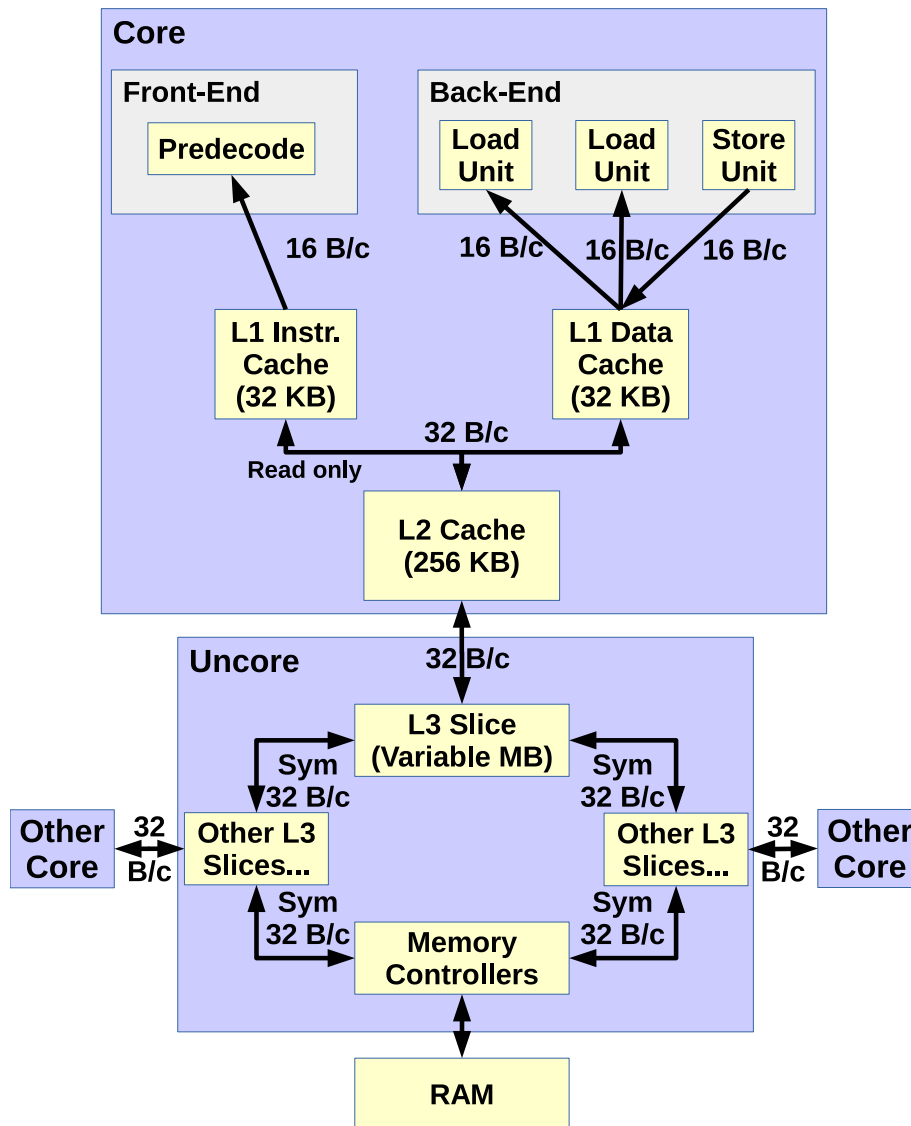 Core
Front-End
Back-End
Predecode
Load
Unit
Load
Unit
Store
Unit
16 B/c
16 B/c
16 B/c
16 B/c
L1 Instr.
Cache
(32 KB)
L1 Data
Cache
(32 KB)
32 B/c
Read only
L2 Cache
(256 KB)
32 B/c
Uncore
L3 Slice
(Variable MB)
Sym
32 B/c
Sym
32 B/c
Other
Core
32
B/c
Other L3
Slices...
Other L3
Slices...
32
B/c
Other
Core
Sym
32 B/c
Sym
32 B/c
Memory
Controllers
RAM